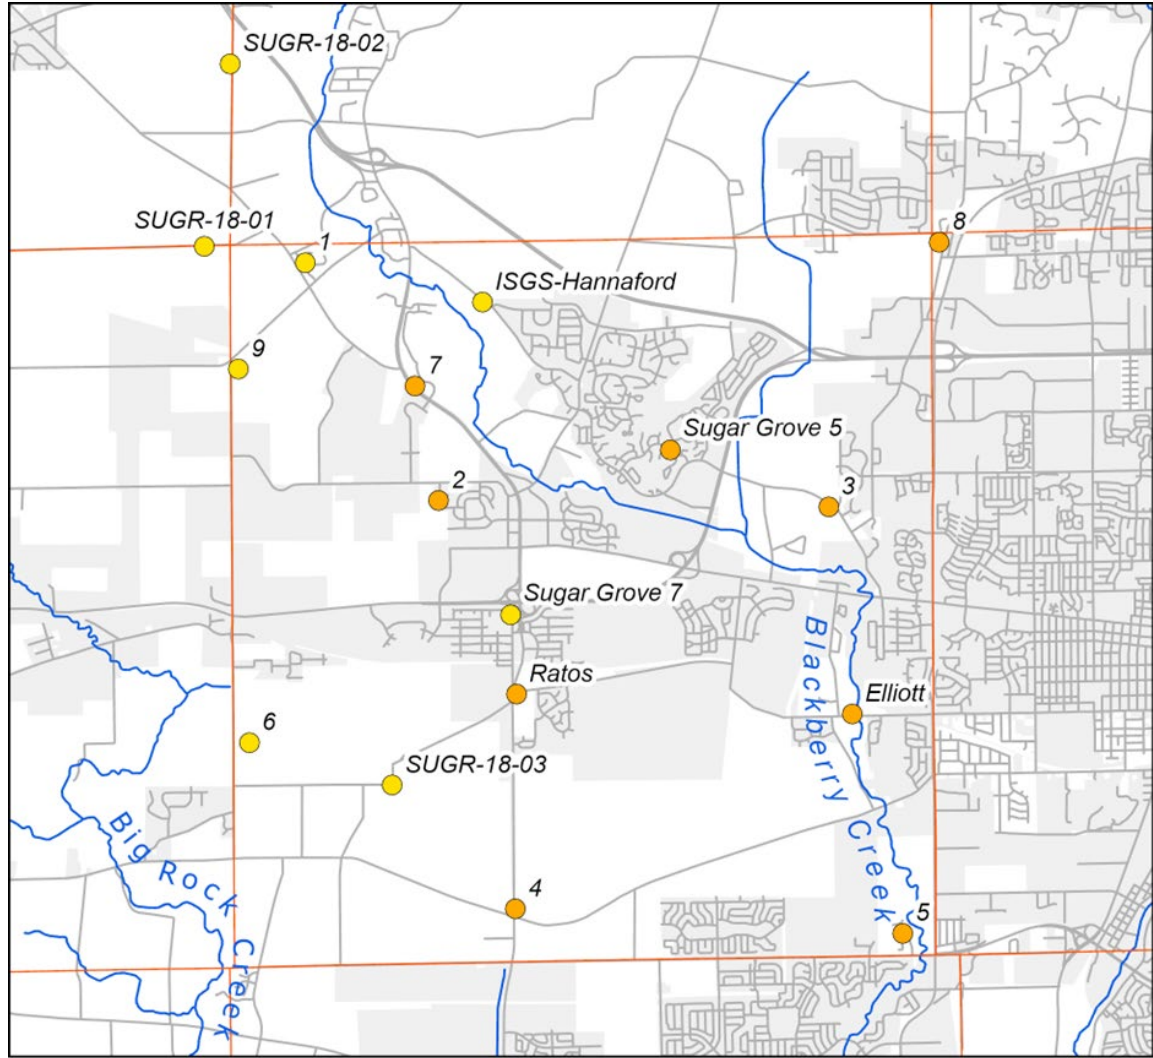 SUGR-18-02
SUGR-18-01
1
8
ISGS-Hannaford
9
7
Sugar Grove 5
2
3
Sugar Grove 7
Ratos
Elliott
6
SUGR-18-03
Blackberry Creek
Big Rock Creek
4
5